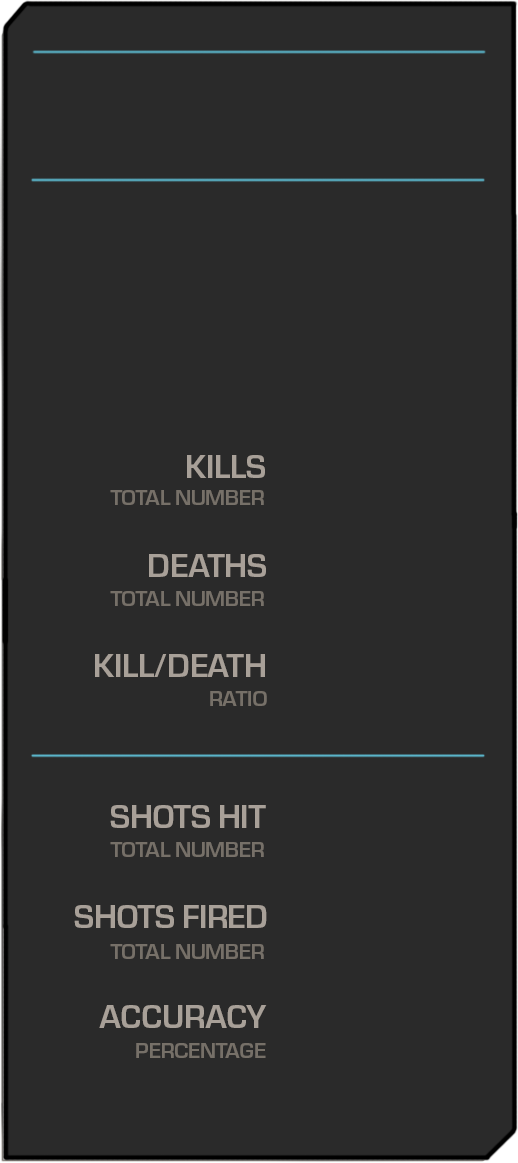 KILLS
TOTAL NUMBER
DEATHS
TOTAL NUMBER
KILL/DEATH
RATIO
SHOTS HIT
TOTAL NUMBER
SHOTS FIRED
TOTAL NUMBER
ACCURACY
PERCENTAGE